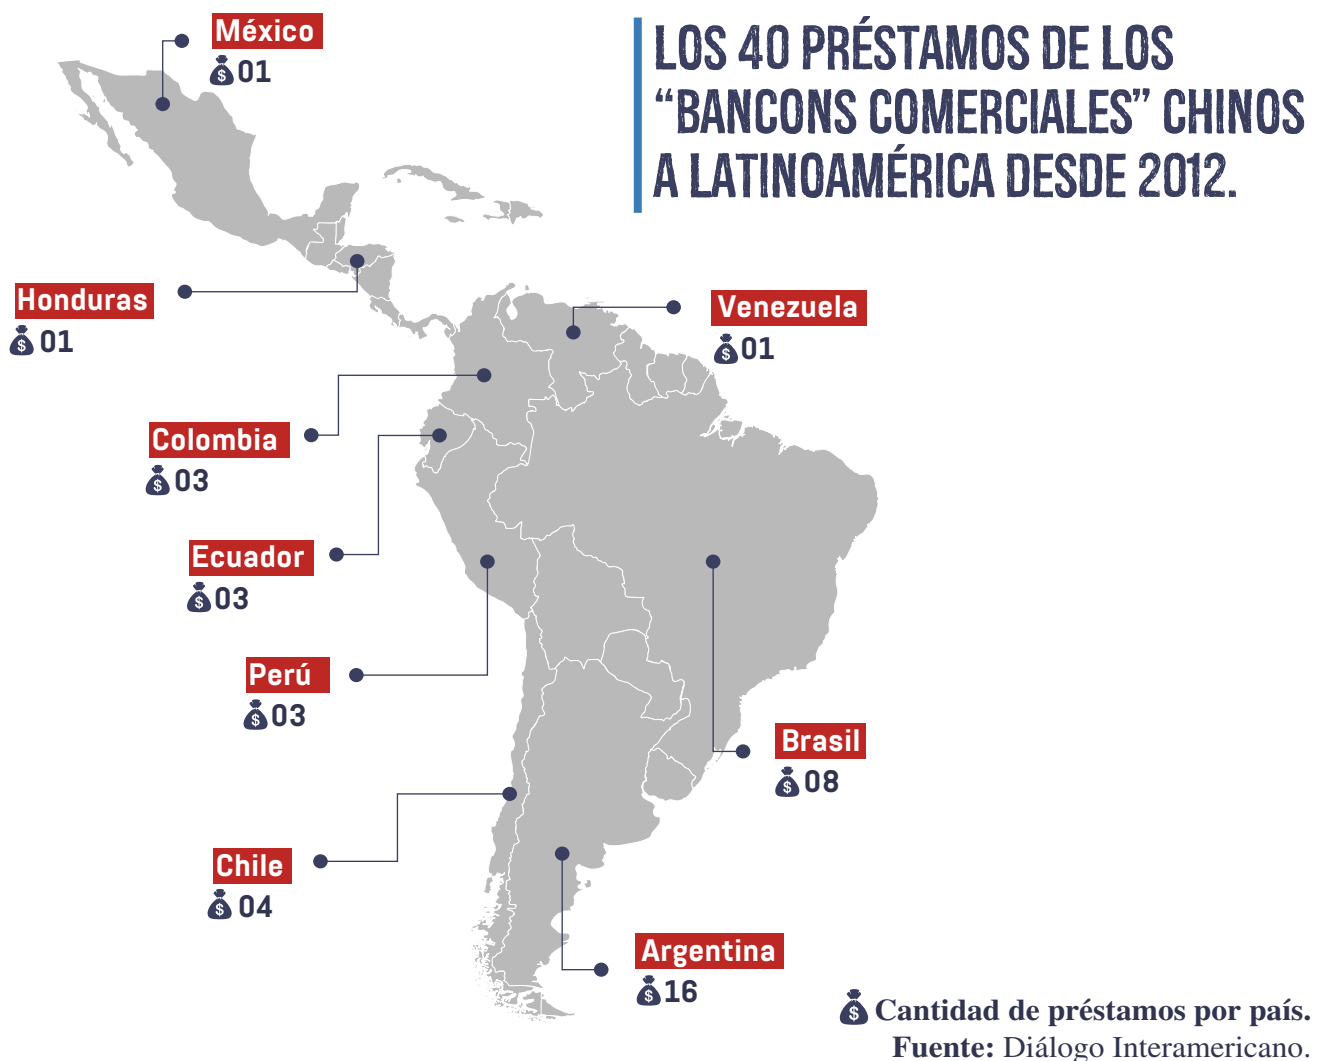 LOS 40 PRÉSTAMOS DE LOS
“BANCONS COMERCIALES” CHINOS
A LATINOAMÉRICA DESDE 2012.
México
$ 01
Honduras
$ 01
Venezuela
$ 01
Colombia
$ 03
Ecuador
$ 03
Perú
$ 03
Brasil
$ 08
Chile
$ 04
Argentina
$ 16
$ Cantidad de préstamos por país.
Fuente: Diálogo Interamericano.